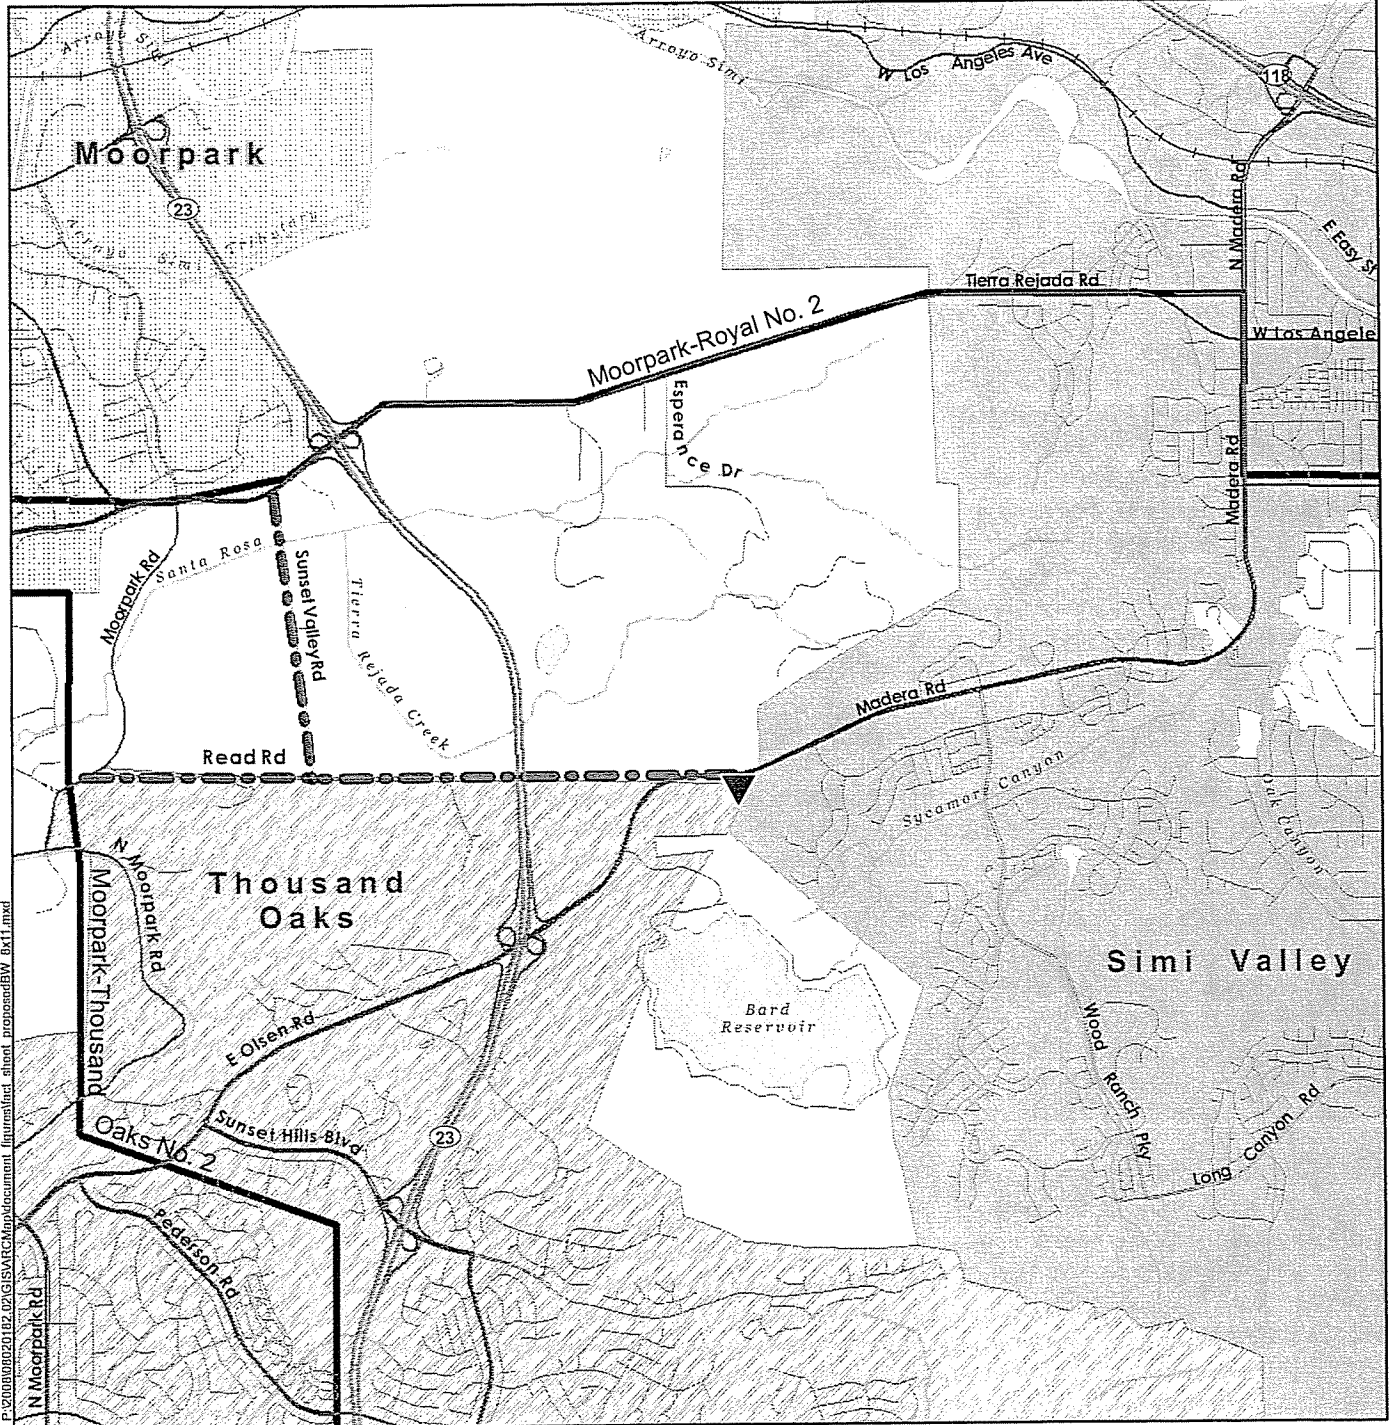 Arroyo Simi
Arroyo Simi
W Los Angeles Ave
118
Moorpark
23
Arroyo Simi Tributary
N Madera Rd
E Easy St
Tierra Rejada Rd
Moorpark-Royal No. 2
W Los Angele
Esperance Dr
Madera Rd
Santa Rosa
Moorpark Rd
Sunset Valley Rd
Tierra Rejada Creek
Madera Rd
Read Rd
Sycamore Canyon
Oak Canyon
N Moorpark Rd
Thousand
Oaks
Moorpark-Thousand
Oaks No. 2
Simi Valley
Bard
Reservoir
E Olsen Rd
Wood Ranch Pky
Sunset Hills Blvd
23
Long Canyon Rd
Pederson Rd
N Moorpark Rd